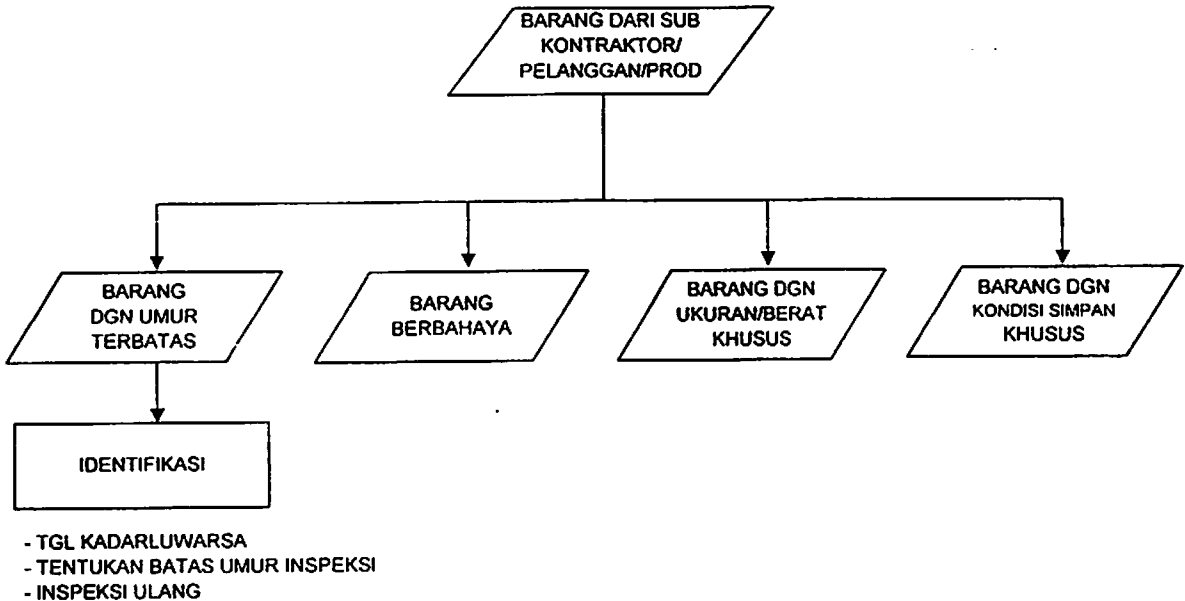 BARANG DARI SUB
KONTRAKTOR/
PELANGGAN/PROD
BARANG
DGN UMUR
TERBATAS
BARANG
BERBAHAYA
BARANG DGN
UKURAN/BERAT
KHUSUS
BARANG DGN
KONDISI SIMPAN
KHUSUS
IDENTIFIKASI
- TGL KADARLUWARSA
- TENTUKAN BATAS UMUR INSPEKSI
- INSPEKSI ULANG